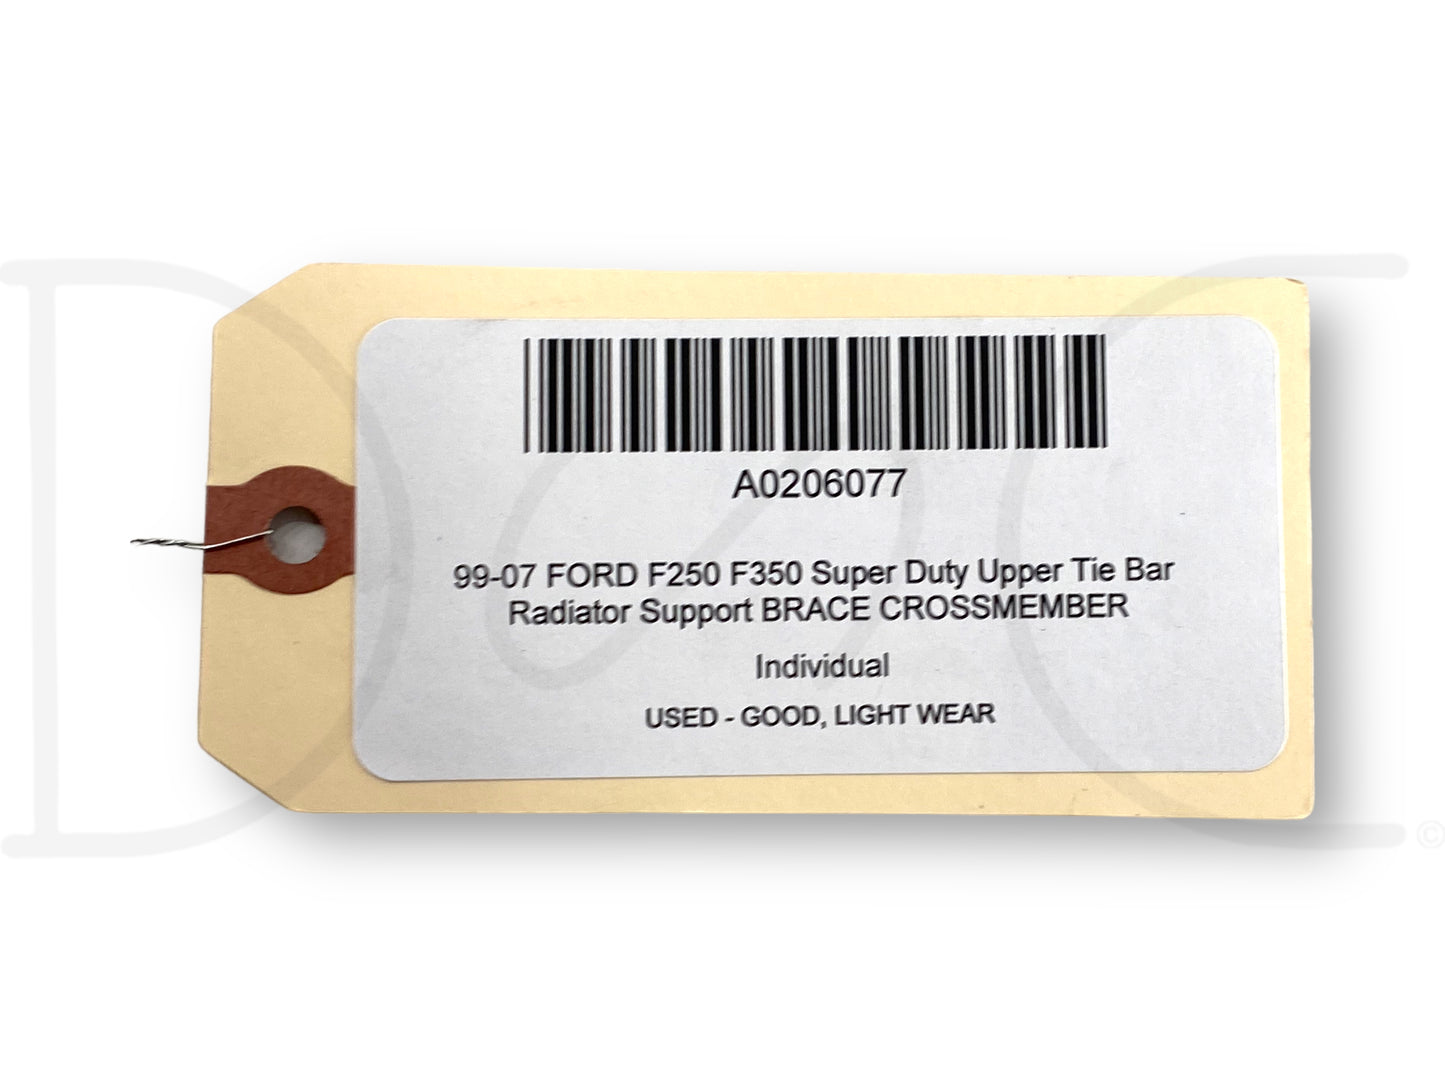 A0206077
99-07 FORD F250 F350 Super Duty Upper Tie Bar
Radiator Support BRACE CROSSMEMBER
Individual
USED - GOOD, LIGHT WEAR
©